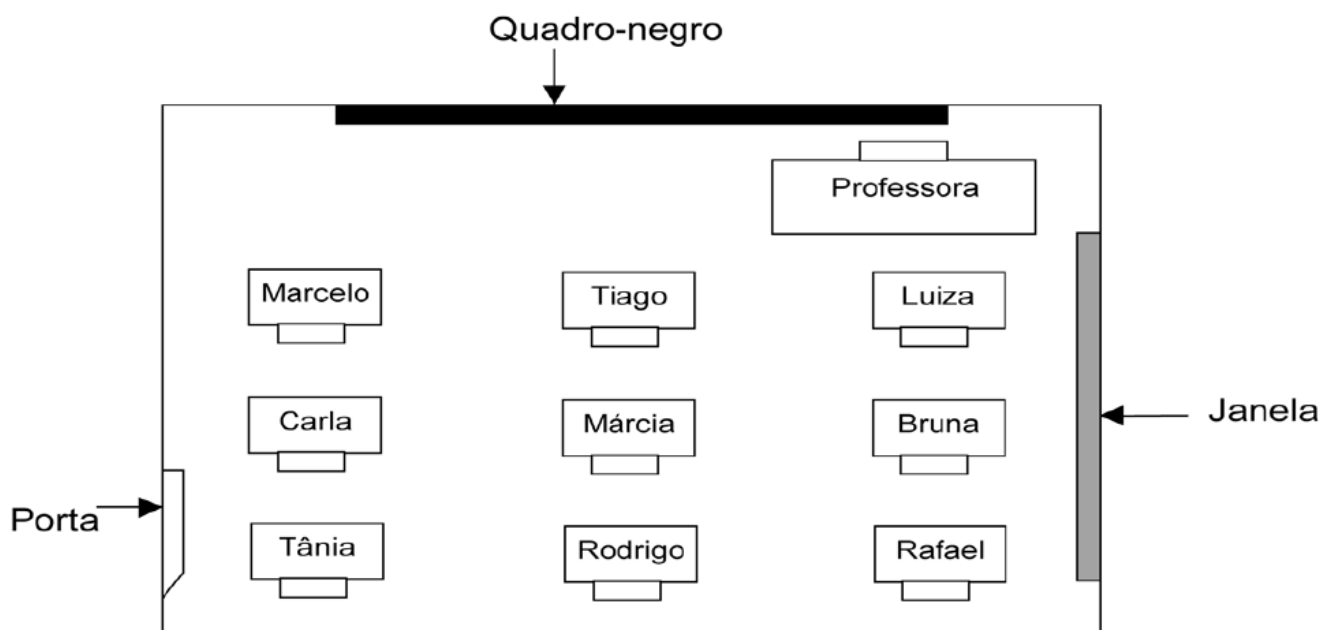 Quadro-negro
Professora
Marcelo
Tiago
Luiza
Carla
Márcia
Bruna
Janela
Porta
Tânia
Rodrigo
Rafael